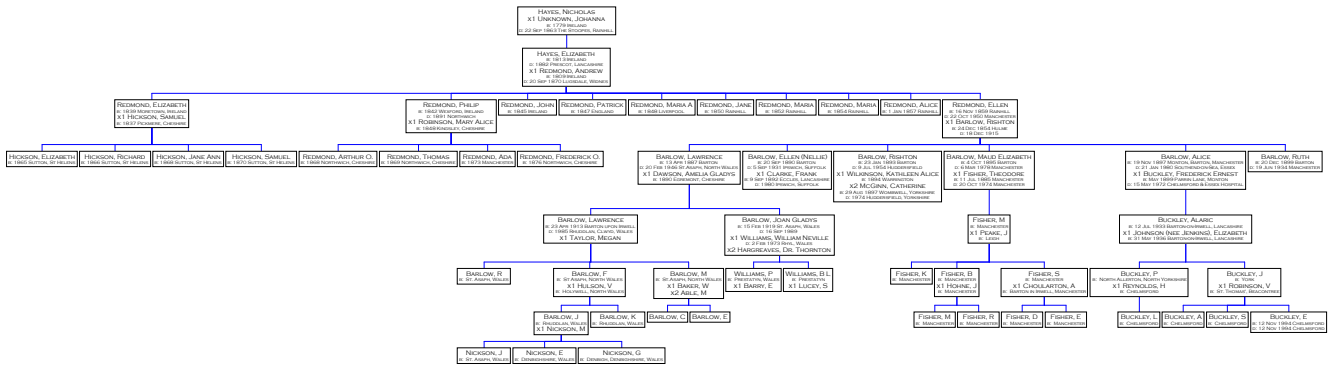 HAYES, NICHOLAS
X1 UNKNOWN, JOHANNA
B: 1779 IRELAND
D: 22 SEP 1863 THE STOOPES, RAINHILL
HAYES, ELIZABETH
B: 1813 IRELAND
D: 1882 PRESCOT, LANCASHIRE
X1 REDMOND, ANDREW
B: 1809 IRELAND
D: 20 SEP 1870 LUGSDALE, WIDNES
REDMOND, ELIZABETH
B: 1839 MORETOWN, IRELAND
X1 HICKSON, SAMUEL
B: 1837 PICKMERE, CHESHIRE
REDMOND, PHILIP
B: 1842 WEXFORD, IRELAND
D: 1891 NORTHWICH
X1 ROBINSON, MARY ALICE
B: 1848 KINGSLEY, CHESHIRE
REDMOND, JOHN
B: 1845 IRELAND
REDMOND, PATRICK
B: 1847 ENGLAND
REDMOND, MARIA A
B: 1848 LIVERPOOL
REDMOND, JANE
B: 1850 RAINHILL
REDMOND, MARIA
B: 1852 RAINHILL
REDMOND, MARIA
B: 1854 RAINHILL
REDMOND, ALICE
B: 1 JAN 1857 RAINHILL
REDMOND, ELLEN
B: 16 NOV 1859 RAINHILL
D: 22 OCT 1950 MANCHESTER
X1 BARLOW, RISHTON
B: 24 DEC 1854 HULME
D: 18 DEC 1915
HICKSON, ELIZABETH
B: 1865 SUTTON, ST HELENS
HICKSON, RICHARD
B: 1866 SUTTON, ST HELENS
HICKSON, JANE ANN
B: 1868 SUTTON, ST HELENS
HICKSON, SAMUEL
B: 1870 SUTTON, ST HELENS
REDMOND, ARTHUR O.
B: 1868 NORTHWICH, CHESHIRE
REDMOND, THOMAS
B: 1869 NORTHWICH, CHESHIRE
REDMOND, ADA
B: 1873 MANCHESTER
REDMOND, FREDERICK O.
B: 1876 NORTHWICH, CHESHIRE
BARLOW, LAWRENCE
B: 13 APR 1887 BARTON
D: 20 FEB 1946 ST ASAPH, NORTH WALES
X1 DAWSON, AMELIA GLADYS
B: 1890 EGREMONT, CHESHIRE
BARLOW, ELLEN (NELLIE)
B: 20 SEP 1890 BARTON
D: 5 SEP 1931 IPSWICH, SUFFOLK
X1 CLARKE, FRANK
B: 9 SEP 1892 ECCLES, LANCASHIRE
D: 1980 IPSWICH, SUFFOLK
BARLOW, RISHTON
B: 23 JAN 1893 BARTON
D: 9 JUL 1954 HUDDERSFIELD
X1 WILKINSON, KATHLEEN ALICE
B: 1894 WARRINGTON
X2 MCGINN, CATHERINE
B: 29 AUG 1897 WOMBWELL, YORKSHIRE
D: 1974 HUDDERSFIELD, YORKSHIRE
BARLOW, MAUD ELIZABETH
B: 4 OCT 1895 BARTON
D: 6 MAR 1978 MANCHESTER
X1 FISHER, THEODORE
B: 11 JUL 1885 MANCHESTER
D: 20 OCT 1974 MANCHESTER
BARLOW, ALICE
B: 19 NOV 1897 MONTON, BARTON, MANCHESTER
D: 21 JAN 1980 SOUTHEND-ON-SEA, ESSEX
X1 BUCKLEY, FREDERICK ERNEST
B: MAY 1899 PARRIN LANE, MONTON
D: 15 MAY 1972 CHELMSFORD & ESSEX HOSPITAL
BARLOW, RUTH
B: 20 DEC 1899 BARTON
D: 19 JUN 1934 MANCHESTER
BARLOW, LAWRENCE
B: 23 APR 1913 BARTON UPON IRWELL
D: 1985 RHUDDLAN, CLWYD, WALES
X1 TAYLOR, MEGAN
BARLOW, JOAN GLADYS
B: 15 FEB 1919 ST. ASAPH, WALES
D: 16 SEP 1989
X1 WILLIAMS, WILLIAM NEVILLE
D: 2 FEB 1973 RHYL, WALES
X2 HARGREAVES, DR. THORNTON
FISHER, M
B: MANCHESTER
X1 PEAKE, J
B: LEIGH
BUCKLEY, ALARIC
B: 12 JUL 1933 BARTON-ON-IRWELL, LANCASHIRE
X1 JOHNSON (NEE JENKINS), ELIZABETH
B: 31 MAY 1936 BARTON-ON-IRWELL, LANCASHIRE
BARLOW, R
B: ST. ASAPH, WALES
BARLOW, F
B: ST ASAPH, NORTH WALES
X1 HULSON, V
B: HOLYWELL, NORTH WALES
BARLOW, M
B: ST ASAPH, NORTH WALES
X1 BAKER, W
X2 ABLE, M
WILLIAMS, P
B: PRESTATYN, WALES
X1 BARRY, E
WILLIAMS, B L
B: PRESTATYN
X1 LUCEY, S
FISHER, K
B: MANCHESTER
FISHER, B
B: MANCHESTER
X1 HOHNE, J
B: MANCHESTER
FISHER, S
B: MANCHESTER
X1 CHOULARTON, A
B: BARTON IN IRWELL, MANCHESTER
BUCKLEY, P
B: NORTH ALLERTON, NORTH YORKSHIRE
X1 REYNOLDS, H
B: CHELMSFORD
BUCKLEY, J
B: YORK
X1 ROBINSON, V
B: ST. THOMAS', BEACONTREE
BARLOW, J
B: RHUDDLAN, WALES
X1 NICKSON, M
BARLOW, K
B: RHUDDLAN, WALES
BARLOW, C
BARLOW, E
FISHER, M
B: MANCHESTER
FISHER, R
B: MANCHESTER
FISHER, D
B: MANCHESTER
FISHER, E
B: MANCHESTER
BUCKLEY, L
B: CHELMSFORD
BUCKLEY, A
B: CHELMSFORD
BUCKLEY, S
B: CHELMSFORD
BUCKLEY, E
B: 12 NOV 1994 CHELMSFORD
D: 13 NOV 1994 CHELMSFORD
NICKSON, J
B: ST. ASAPH, WALES
NICKSON, E
B: DENBIGHSHIRE, WALES
NICKSON, G
B: DENBIGH, DENBIGHSHIRE, WALES